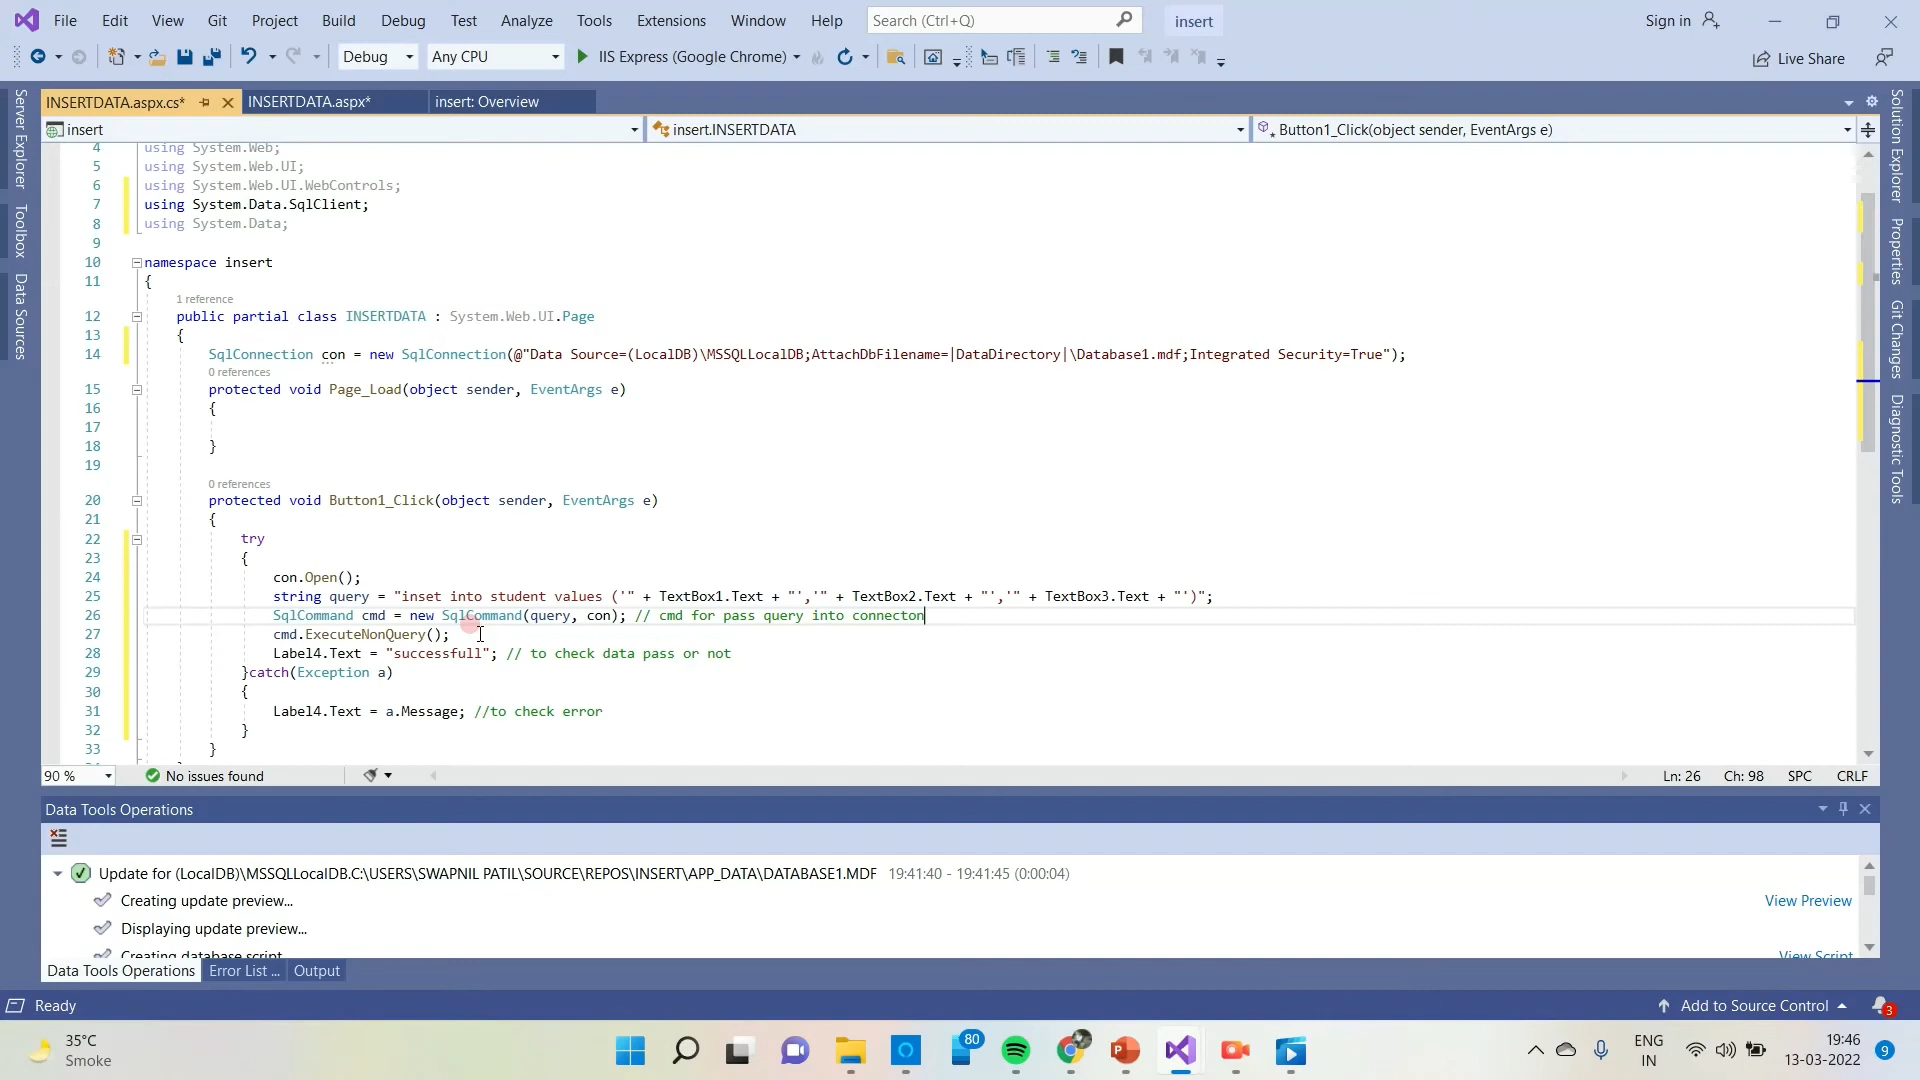 File Edit View Git Project Build Debug Test Analyze Tools Extensions Window Help Search (Ctrl+Q) insert Sign in
Debug Any CPU IIS Express (Google Chrome) Live Share
INSERTDATA.aspx.cs* INSERTDATA.aspx* insert: Overview
insert insert.INSERTDATA Button1_Click(object sender, EventArgs e)
Server Explorer
Toolbox
Data Sources
4 using System.Web;
5 using System.Web.UI;
6 using System.Web.UI.WebControls;
7 using System.Data.SqlClient;
8 using System.Data;
9
10 namespace insert
11 {
1 reference
12 public partial class INSERTDATA : System.Web.UI.Page
13 {
14 SqlConnection con = new SqlConnection(@"Data Source=(LocalDB)\MSSQLLocalDB;AttachDbFilename=|DataDirectory|\Database1.mdf;Integrated Security=True");
0 references
15 protected void Page_Load(object sender, EventArgs e)
16 {
17
18 }
19
0 references
20 protected void Button1_Click(object sender, EventArgs e)
21 {
22 try
23 {
24 con.Open();
25 string query = "inset into student values ('" + TextBox1.Text + "','" + TextBox2.Text + "','" + TextBox3.Text + "')";
26 SqlCommand cmd = new SqlCommand(query, con); // cmd for pass query into connecton
27 cmd.ExecuteNonQuery();
28 Label4.Text = "successfull"; // to check data pass or not
29 }catch(Exception a)
30 {
31 Label4.Text = a.Message; //to check error
32 }
33 }
Solution Explorer
Properties
Git Changes
Diagnostic Tools
90 % No issues found Ln: 26 Ch: 98 SPC CRLF
Data Tools Operations
Update for (LocalDB)\MSSQLLocalDB.C:\USERS\SWAPNIL PATIL\SOURCE\REPOS\INSERT\APP_DATA\DATABASE1.MDF 19:41:40 - 19:41:45 (0:00:04)
Creating update preview... View Preview
Displaying update preview...
Creating database script... View Script
Data Tools Operations Error List ... Output
Ready Add to Source Control 3
35°C
Smoke
80
ENG
IN
19:46
13-03-2022
9